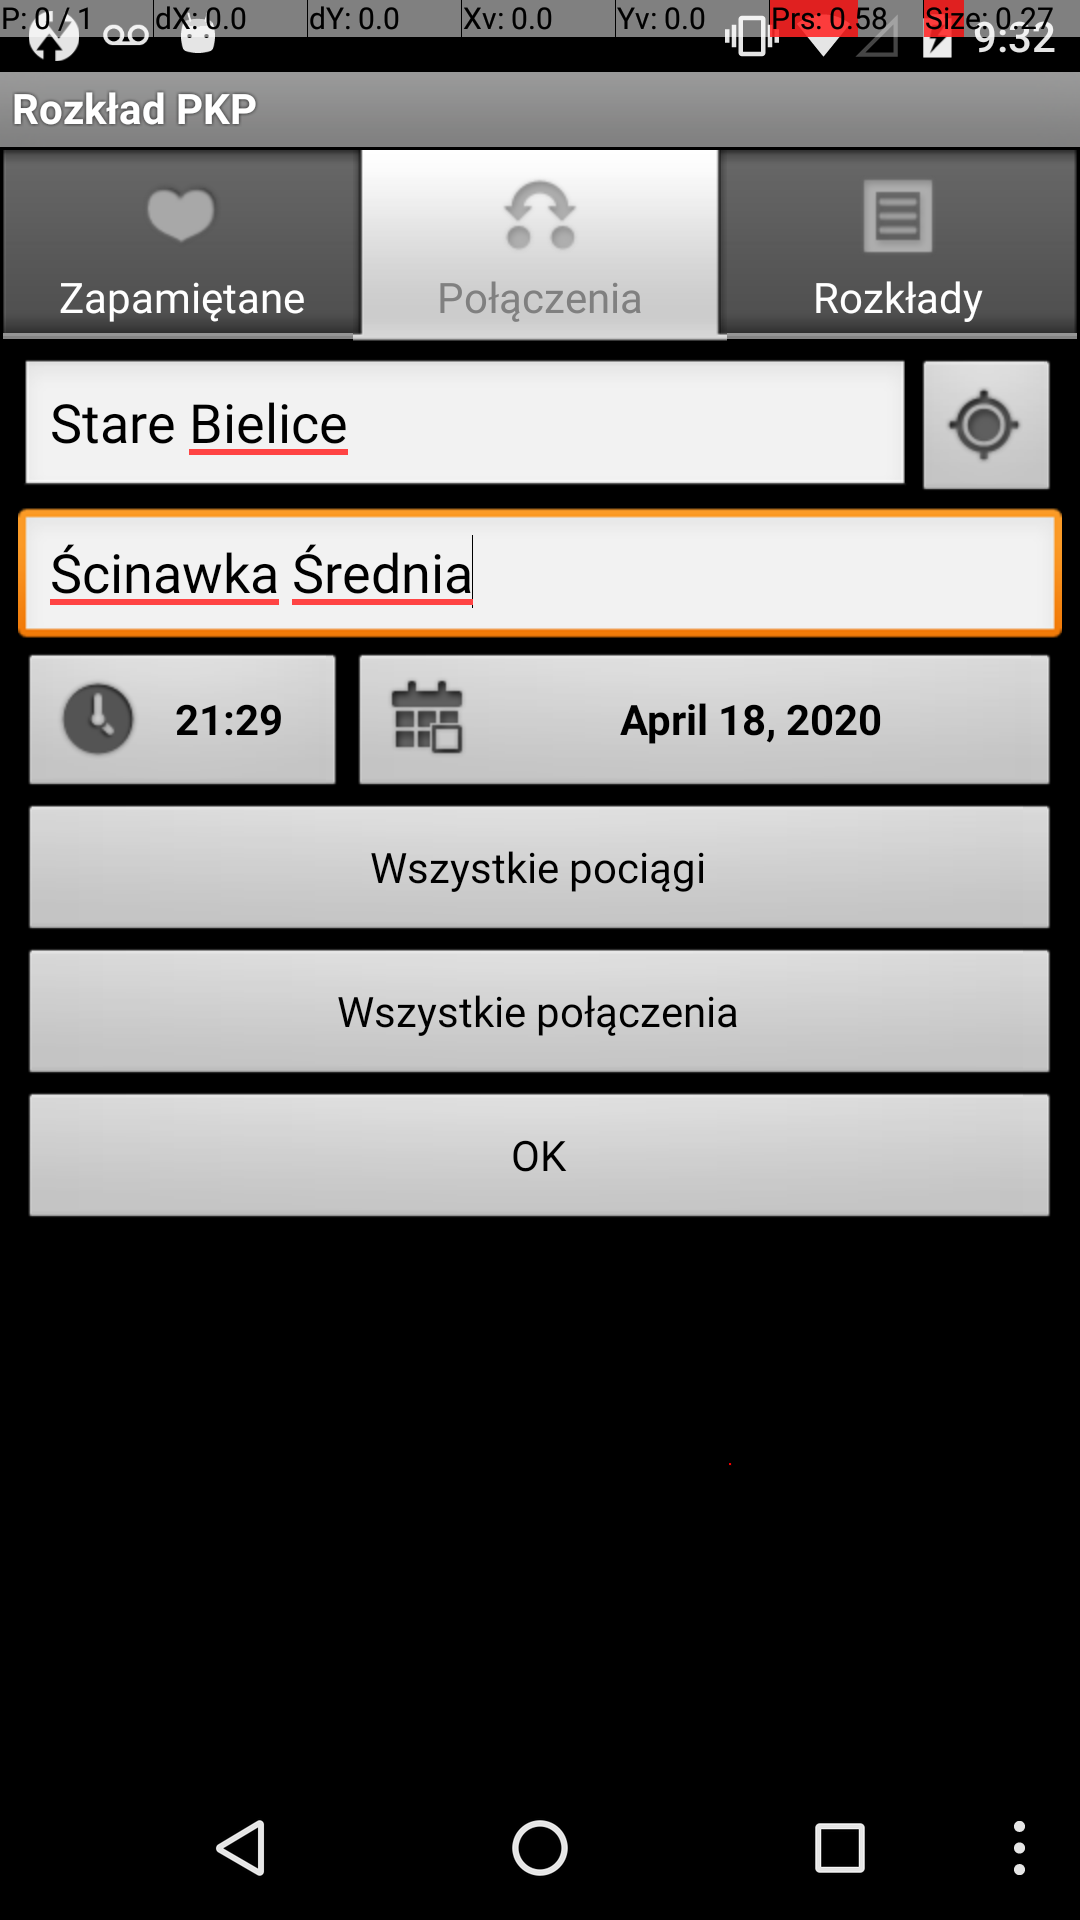 P: 0 / 1 dX: 0.0 dY: 0.0 Xv: 0.0 Yv: 0.0 Prs: 0.58 Size: 0.27
9:32
Rozkład PKP
Zapamiętane Połączenia Rozkłady
Stare Bielice
Ścinawka Średnia
21:29 April 18, 2020
Wszystkie pociągi
Wszystkie połączenia
OK